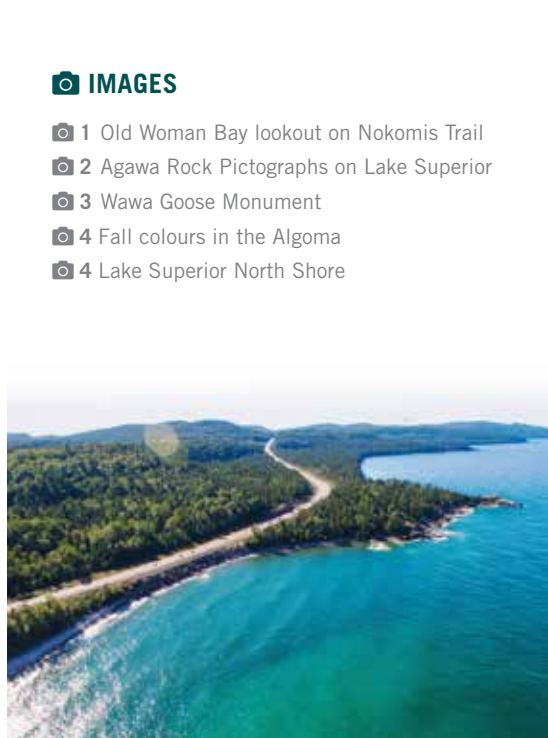 IMAGES
1 Old Woman Bay lookout on Nokomis Trail
2 Agawa Rock Pictographs on Lake Superior
3 Wawa Goose Monument
4 Fall colours in the Algoma
4 Lake Superior North Shore